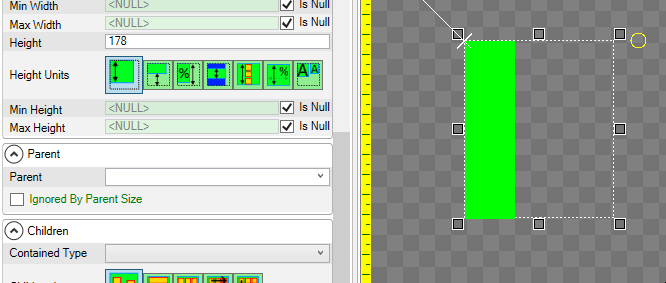 Min Width <NULL> Is Null
Max Width <NULL> Is Null
Height 178
Height Units % % A A
Min Height <NULL> Is Null
Max Height <NULL> Is Null
Parent
Parent
Ignored By Parent Size
Children
Contained Type